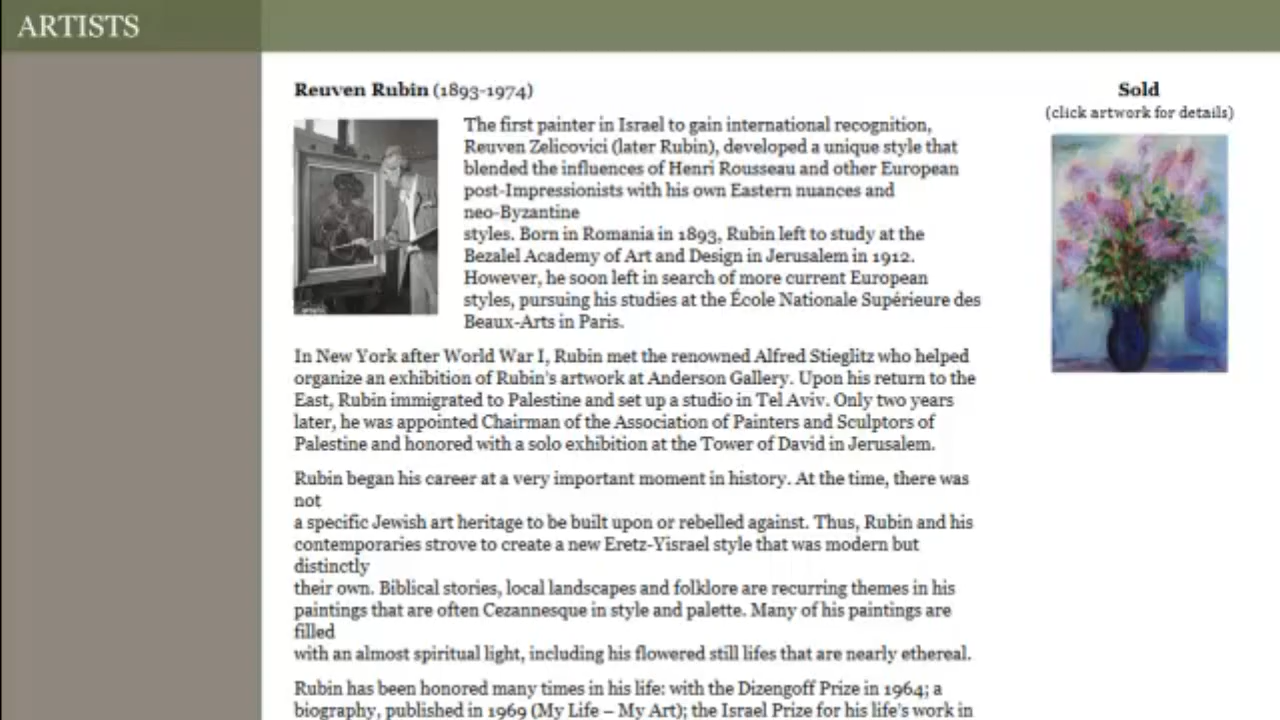 ARTISTS
Reuven Rubin (1893-1974)
The first painter in Israel to gain international recognition,
Reuven Zelicovici (later Rubin), developed a unique style that
blended the influences of Henri Rousseau and other European
post-Impressionists with his own Eastern nuances and
neo-Byzantine
styles. Born in Romania in 1893, Rubin left to study at the
Bezalel Academy of Art and Design in Jerusalem in 1912.
However, he soon left in search of more current European
styles, pursuing his studies at the École Nationale Supérieure des
Beaux-Arts in Paris.
In New York after World War I, Rubin met the renowned Alfred Stieglitz who helped
organize an exhibition of Rubin's artwork at Anderson Gallery. Upon his return to the
East, Rubin immigrated to Palestine and set up a studio in Tel Aviv. Only two years
later, he was appointed Chairman of the Association of Painters and Sculptors of
Palestine and honored with a solo exhibition at the Tower of David in Jerusalem.
Rubin began his career at a very important moment in history. At the time, there was
not
a specific Jewish art heritage to be built upon or rebelled against. Thus, Rubin and his
contemporaries strove to create a new Eretz-Yisrael style that was modern but
distinctly
their own. Biblical stories, local landscapes and folklore are recurring themes in his
paintings that are often Cezannesque in style and palette. Many of his paintings are
filled
with an almost spiritual light, including his flowered still lifes that are nearly ethereal.
Rubin has been honored many times in his life: with the Dizengoff Prize in 1964; a
biography, published in 1969 (My Life – My Art); the Israel Prize for his life's work in
Sold
(click artwork for details)